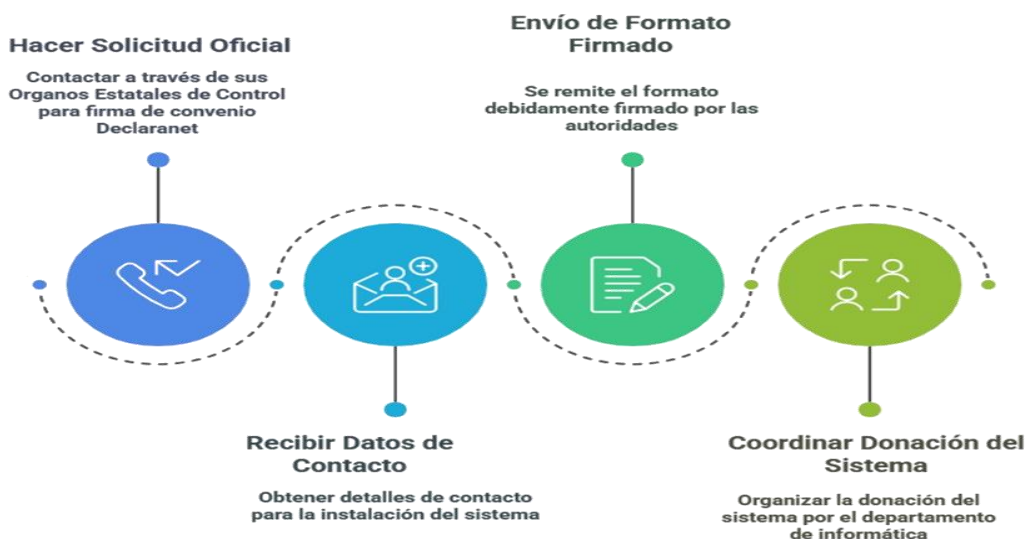 Hacer Solicitud Oficial
Contactar a través de sus
Organos Estatales de Control
para firma de convenio
Declaranet
Recibir Datos de
Contacto
Obtener detalles de contacto
para la instalación del sistema
Envío de Formato
Firmado
Se remite el formato
debidamente firmado por las
autoridades
Coordinar Donación del
Sistema
Organizar la donación del
sistema por el departamento
de informática